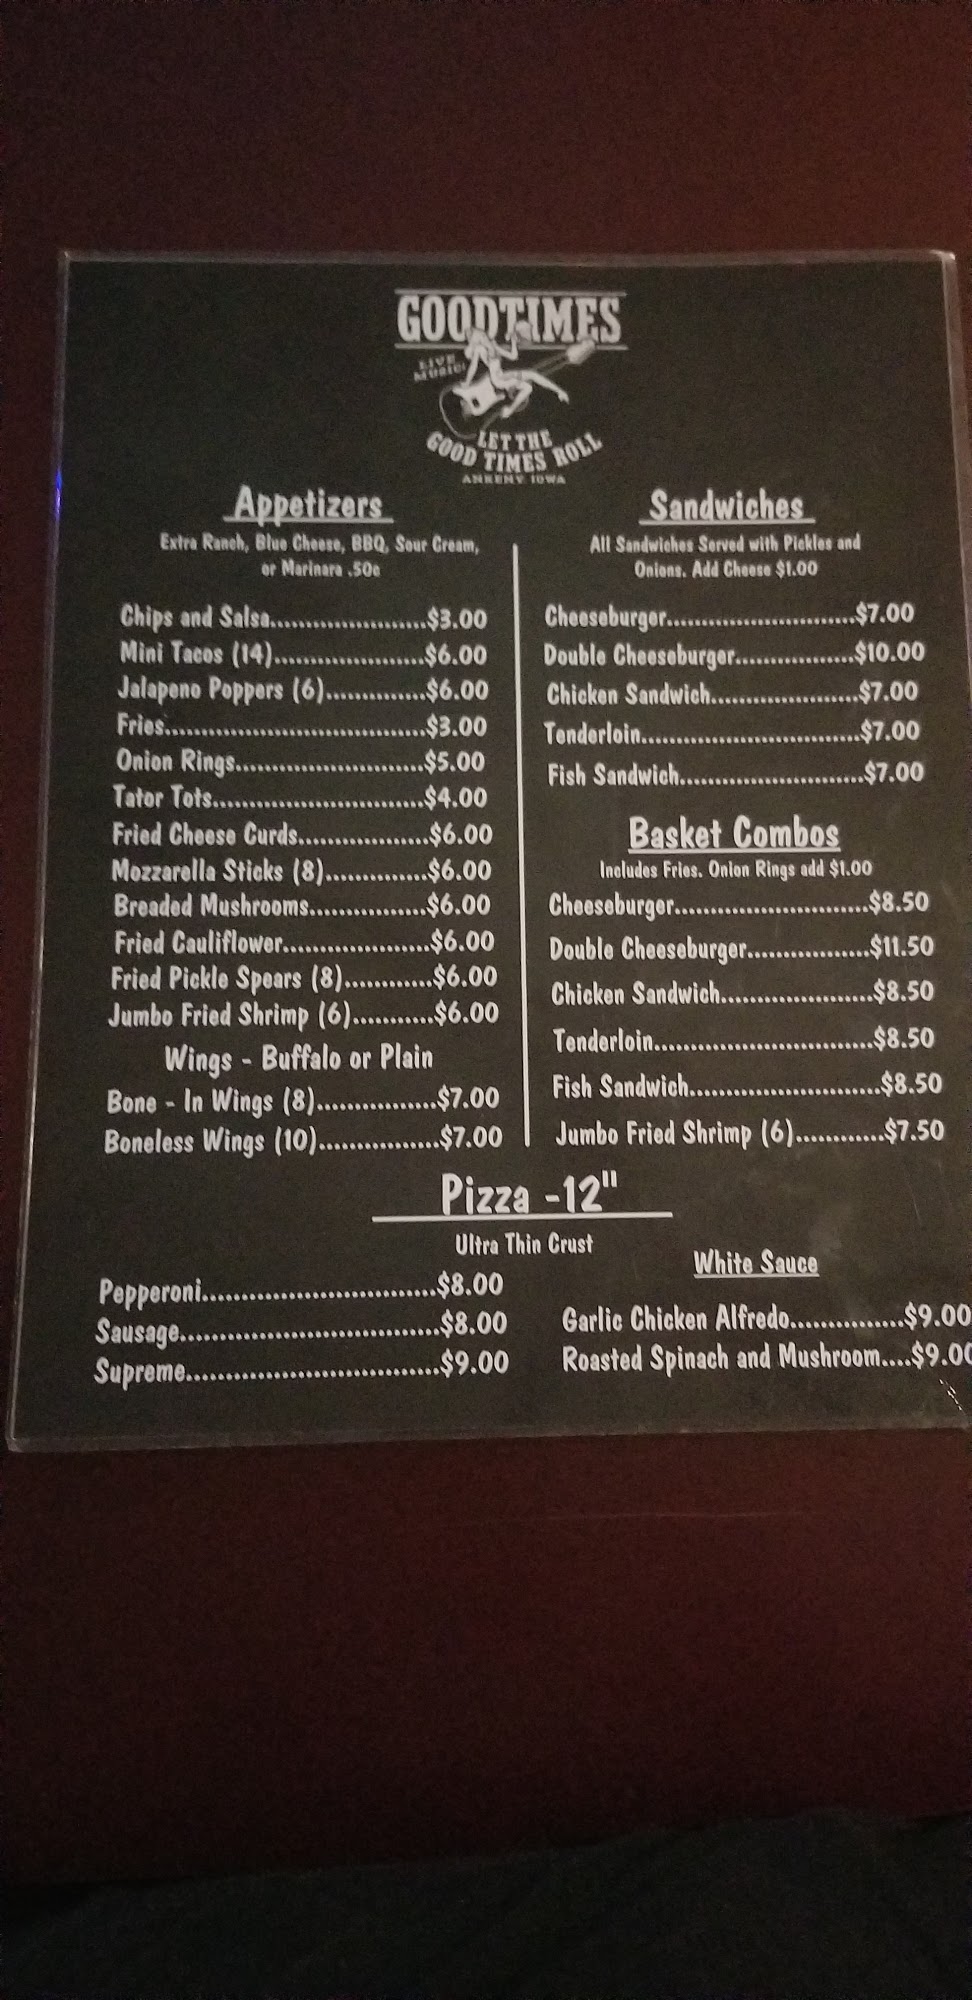 GOODTIMES
LIVE
MUSIC!
LET THE
GOOD TIMES ROLL
ANKENY IOWA
Appetizers
Extra Ranch, Blue Cheese, BBQ, Sour Cream,
or Marinara .50c
Chips and Salsa......................$3.00
Mini Tacos (14).....................$6.00
Jalapeno Poppers (6).............$6.00
Fries.....................................$3.00
Onion Rings..........................$5.00
Tator Tots.............................$4.00
Fried Cheese Curds..................$6.00
Mozzarella Sticks (8)..............$6.00
Breaded Mushrooms................$6.00
Fried Cauliflower....................$6.00
Fried Pickle Spears (8)............$6.00
Jumbo Fried Shrimp (6)...........$6.00
Wings - Buffalo or Plain
Bone - In Wings (8)................$7.00
Boneless Wings (10)................$7.00
Sandwiches
All Sandwiches Served with Pickles and
Onions. Add Cheese $1.00
Cheeseburger..........................$7.00
Double Cheeseburger.................$10.00
Chicken Sandwich.....................$7.00
Tenderloin..............................$7.00
Fish Sandwich..........................$7.00
Basket Combos
Includes Fries. Onion Rings add $1.00
Cheeseburger...........................$8.50
Double Cheeseburger.................$11.50
Chicken Sandwich......................$8.50
Tenderloin...............................$8.50
Fish Sandwich..........................$8.50
Jumbo Fried Shrimp (6)............$7.50
Pizza -12"
Ultra Thin Crust
Pepperoni..............................$8.00
Sausage.................................$8.00
Supreme................................$9.00
White Sauce
Garlic Chicken Alfredo...............$9.00
Roasted Spinach and Mushroom....$9.00